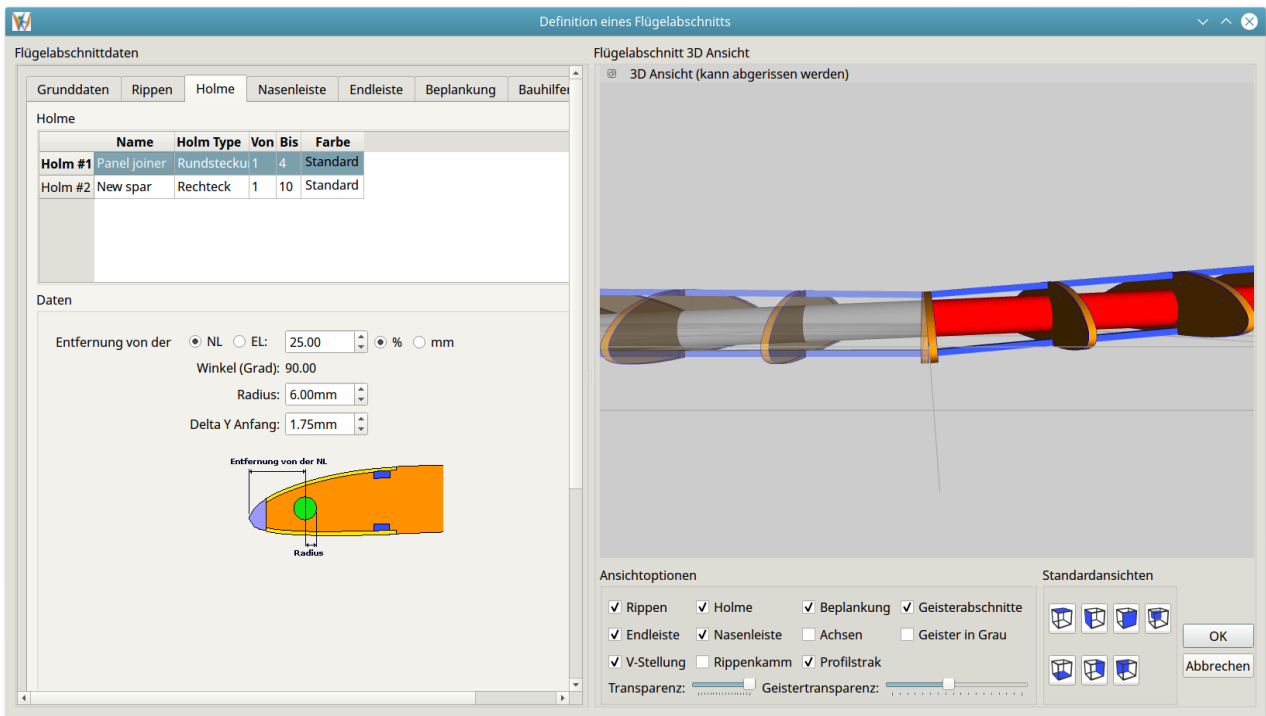 Definition eines Flügelabschnitts
Flügelabschnittdaten
Grunddaten Rippen Holme Nasenleiste Endleiste Beplankung Bauhilfen
Holme
Name Holm Type Von Bis Farbe
Holm #1 Panel joiner Rundsteckun 1 4 Standard
Holm #2 New spar Rechteck 1 10 Standard
Daten
Entfernung von der NL EL: 25.00 % mm
Winkel (Grad): 90.00
Radius: 6.00mm
Delta Y Anfang: 1.75mm
Entfernung von der NL
Radius
Flügelabschnitt 3D Ansicht
3D Ansicht (kann abgerissen werden)
Ansichtoptionen
Rippen Holme Beplankung Geisterabschnitte
Endleiste Nasenleiste Achsen Geister in Grau
V-Stellung Rippenkamm Profilstrak
Transparenz: Geistertransparenz:
Standardansichten
OK
Abbrechen